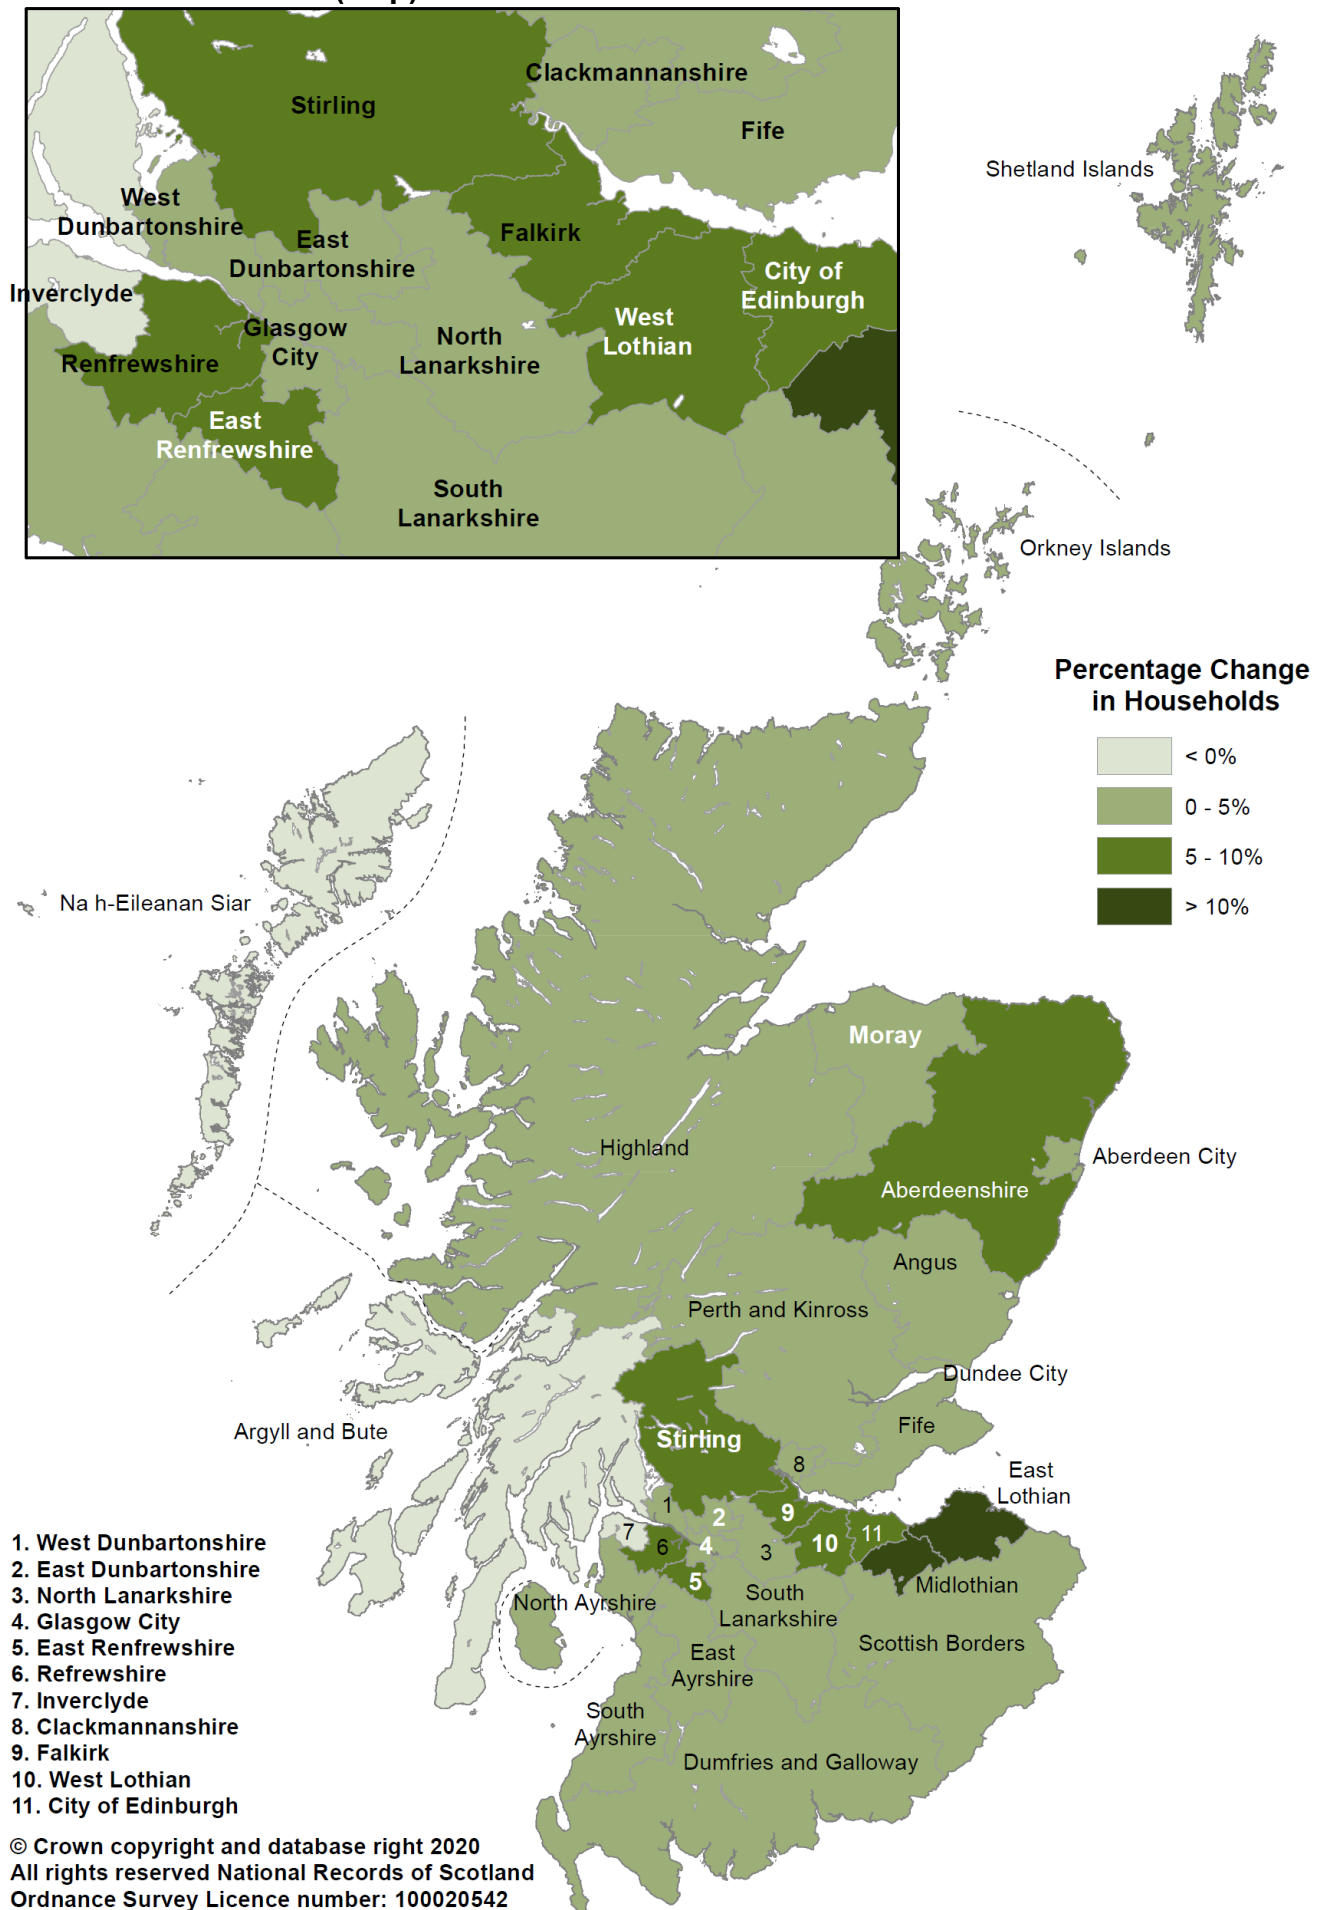 Clackmannanshire
Stirling
Fife
West
Dunbartonshire
East
Dunbartonshire
Falkirk
City of
Edinburgh
Inverclyde
Glasgow
City
North
Lanarkshire
West
Lothian
Renfrewshire
East
Renfrewshire
South
Lanarkshire
Shetland Islands
Orkney Islands
Percentage Change
in Households
< 0%
0 - 5%
5 - 10%
> 10%
Na h-Eileanan Siar
Moray
Highland
Aberdeen City
Aberdeenshire
Angus
Perth and Kinross
Dundee City
Argyll and Bute
Fife
Stirling
8
East
Lothian
1
2
9
7
6
4
3
10
11
5
Midlothian
North Ayrshire
South
Lanarkshire
Scottish Borders
East
Ayrshire
South
Ayrshire
Dumfries and Galloway
1. West Dunbartonshire
2. East Dunbartonshire
3. North Lanarkshire
4. Glasgow City
5. East Renfrewshire
6. Refrewshire
7. Inverclyde
8. Clackmannanshire
9. Falkirk
10. West Lothian
11. City of Edinburgh
© Crown copyright and database right 2020
All rights reserved National Records of Scotland
Ordnance Survey Licence number: 100020542